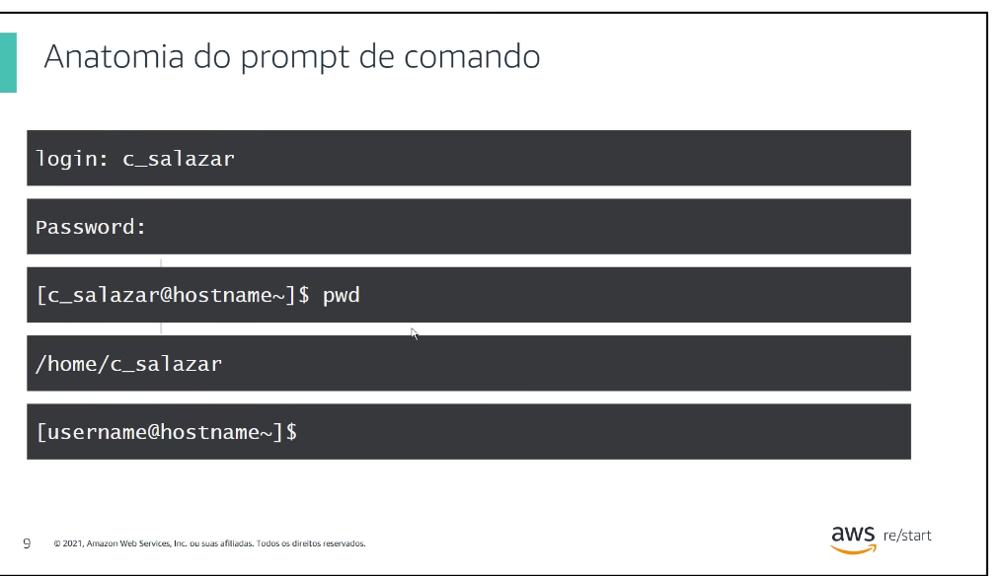 Anatomia do prompt de comando
login: c_salazar
Password:
[c_salazar@hostname~]$ pwd
/home/c_salazar
[username@hostname~]$
9
© 2021, Amazon Web Services, Inc. ou suas afiliadas. Todos os direitos reservados.
aws re/start